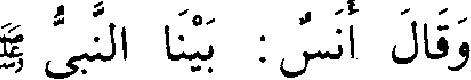 وَقَالَ أَنَسٌ: بَيْنَا النَّبِيُّ ﷺ